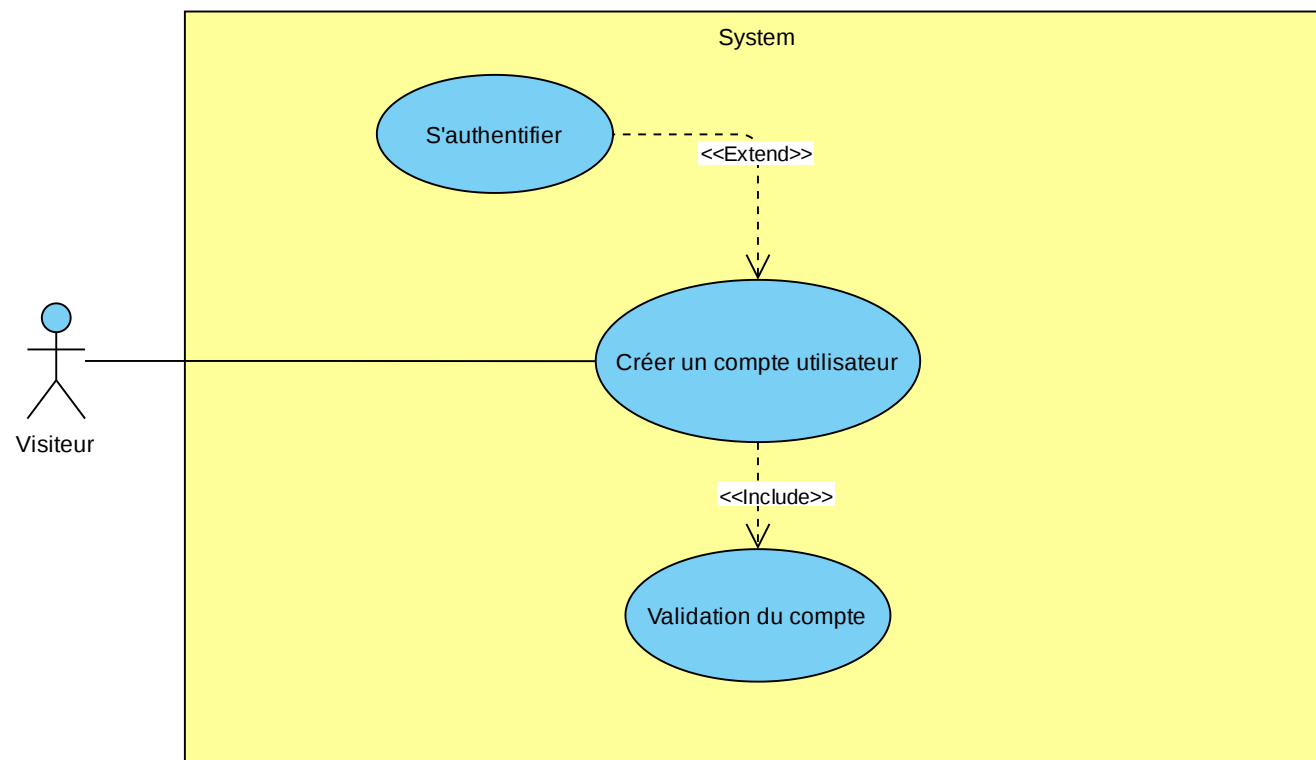 System
S'authentifier
<<Extend>>
Créer un compte utilisateur
Visiteur
<<Include>>
Validation du compte